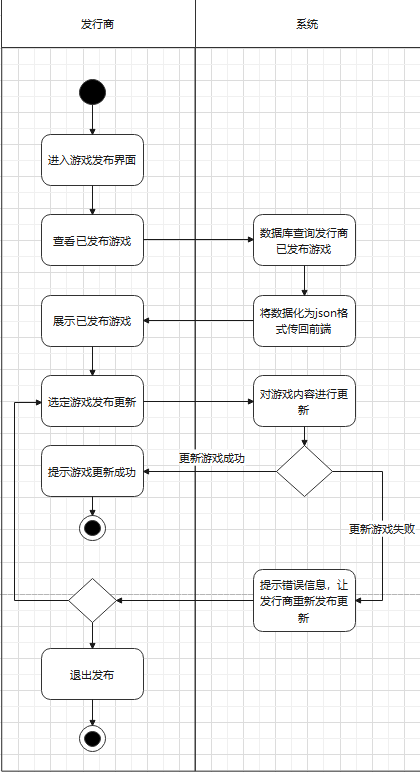 发行商
系统
进入游戏发布界面
查看已发布游戏
数据库查询发行商
已发布游戏
展示已发布游戏
将数据化为json格
式传回前端
选定游戏发布更新
对游戏内容进行更
新
更新游戏成功
提示游戏更新成功
更新游戏失败
提示错误信息，让
发行商重新发布更
新
退出发布